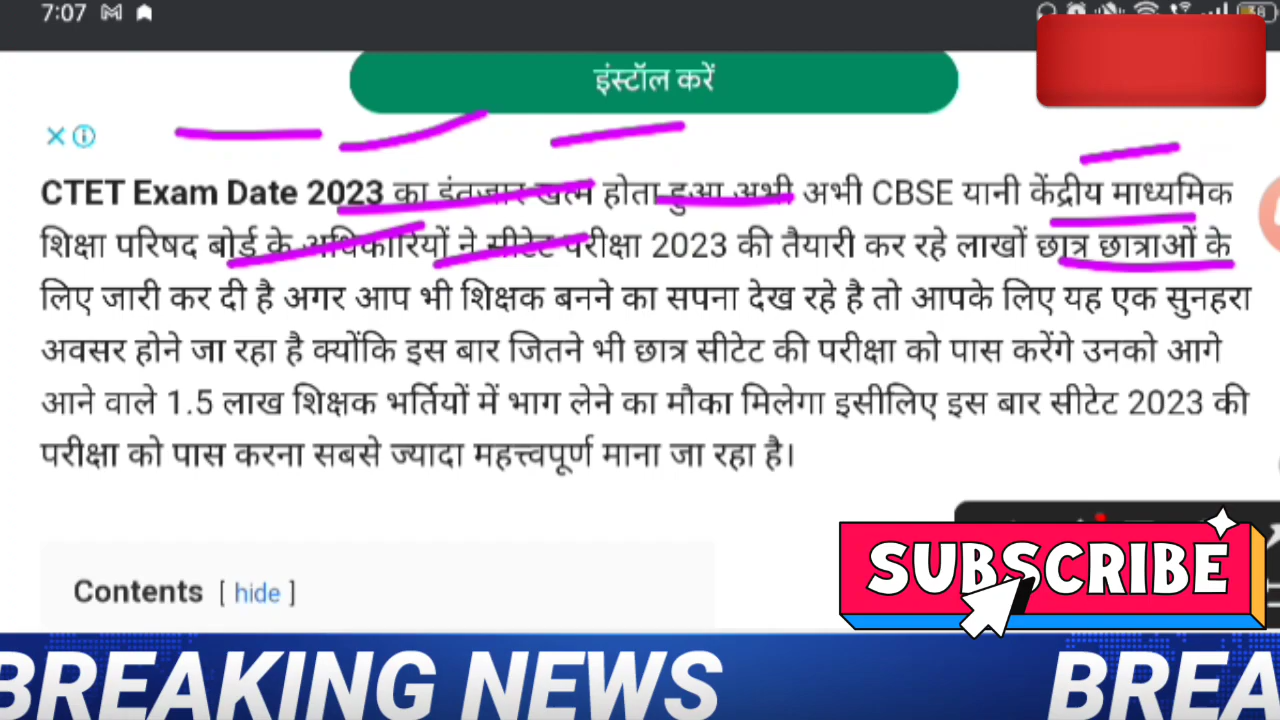 7:07
इंस्टॉल करें
CTET Exam Date 2023 का इंतजार खत्म होता हुआ अभी अभी CBSE यानी केंद्रीय माध्यमिक
शिक्षा परिषद बोर्ड के अधिकारियों ने सीटेट परीक्षा 2023 की तैयारी कर रहे लाखों छात्र छात्राओं के
लिए जारी कर दी है अगर आप भी शिक्षक बनने का सपना देख रहे है तो आपके लिए यह एक सुनहरा
अवसर होने जा रहा है क्योंकि इस बार जितने भी छात्र सीटेट की परीक्षा को पास करेंगे उनको आगे
आने वाले 1.5 लाख शिक्षक भर्तियों में भाग लेने का मौका मिलेगा इसीलिए इस बार सीटेट 2023 की
परीक्षा को पास करना सबसे ज्यादा महत्त्वपूर्ण माना जा रहा है।
Contents [ hide ]
SUBSCRIBE
BREAKING NEWS BREA